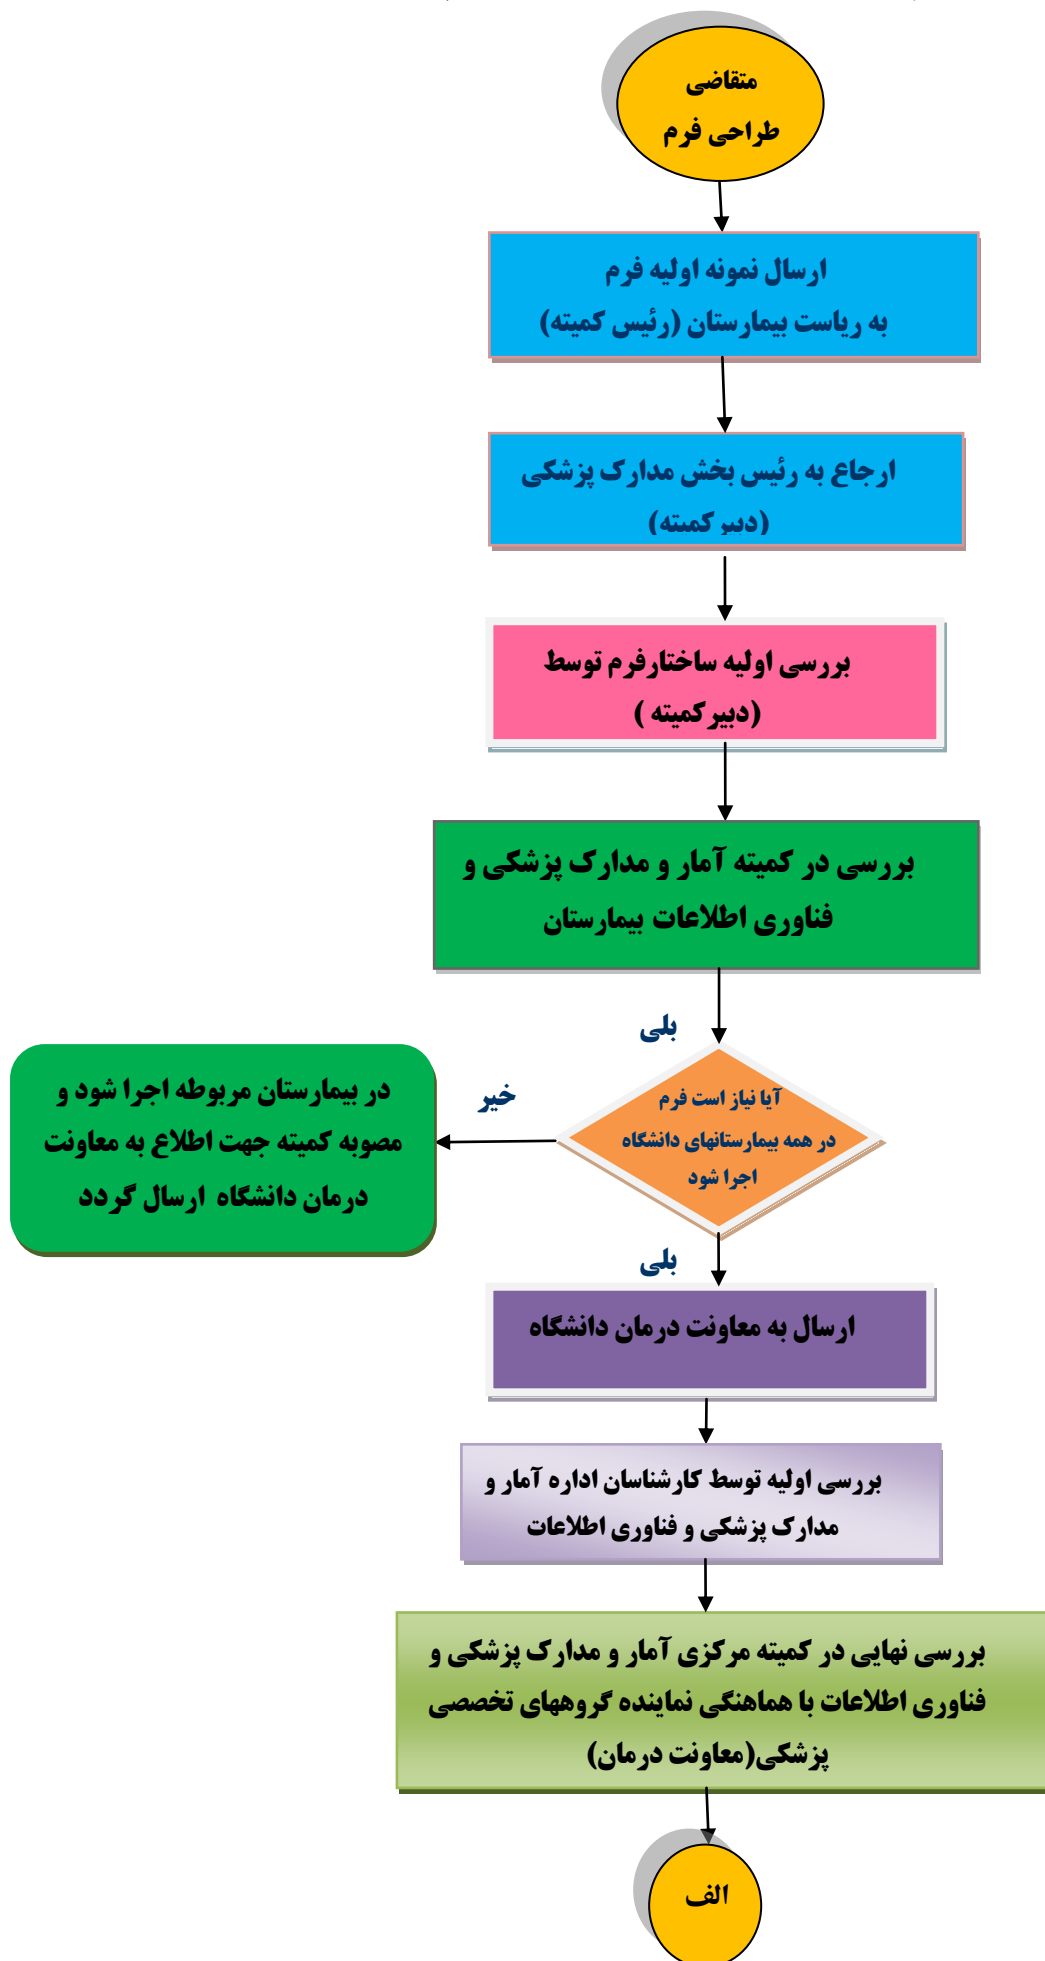 متقاضی
طراحی فرم
ارسال نمونه اولیه فرم
به ریاست بیمارستان (رئیس کمیته)
ارجاع به رئیس بخش مدارک پزشکی
(دبیرکمیته)
بررسی اولیه ساختارفرم توسط
(دبیرکمیته )
بررسی در کمیته آمار و مدارک پزشکی و
فناوری اطلاعات بیمارستان
بلی
آیا نیاز است فرم
در همه بیمارستانهای دانشگاه
اجرا شود
خیر
در بیمارستان مربوطه اجرا شود و
مصوبه کمیته جهت اطلاع به معاونت
درمان دانشگاه ارسال گردد
بلی
ارسال به معاونت درمان دانشگاه
بررسی اولیه توسط کارشناسان اداره آمار و
مدارک پزشکی و فناوری اطلاعات
بررسی نهایی در کمیته مرکزی آمار و مدارک پزشکی و
فناوری اطلاعات با هماهنگی نماینده گروههای تخصصی
پزشکی(معاونت درمان)
الف